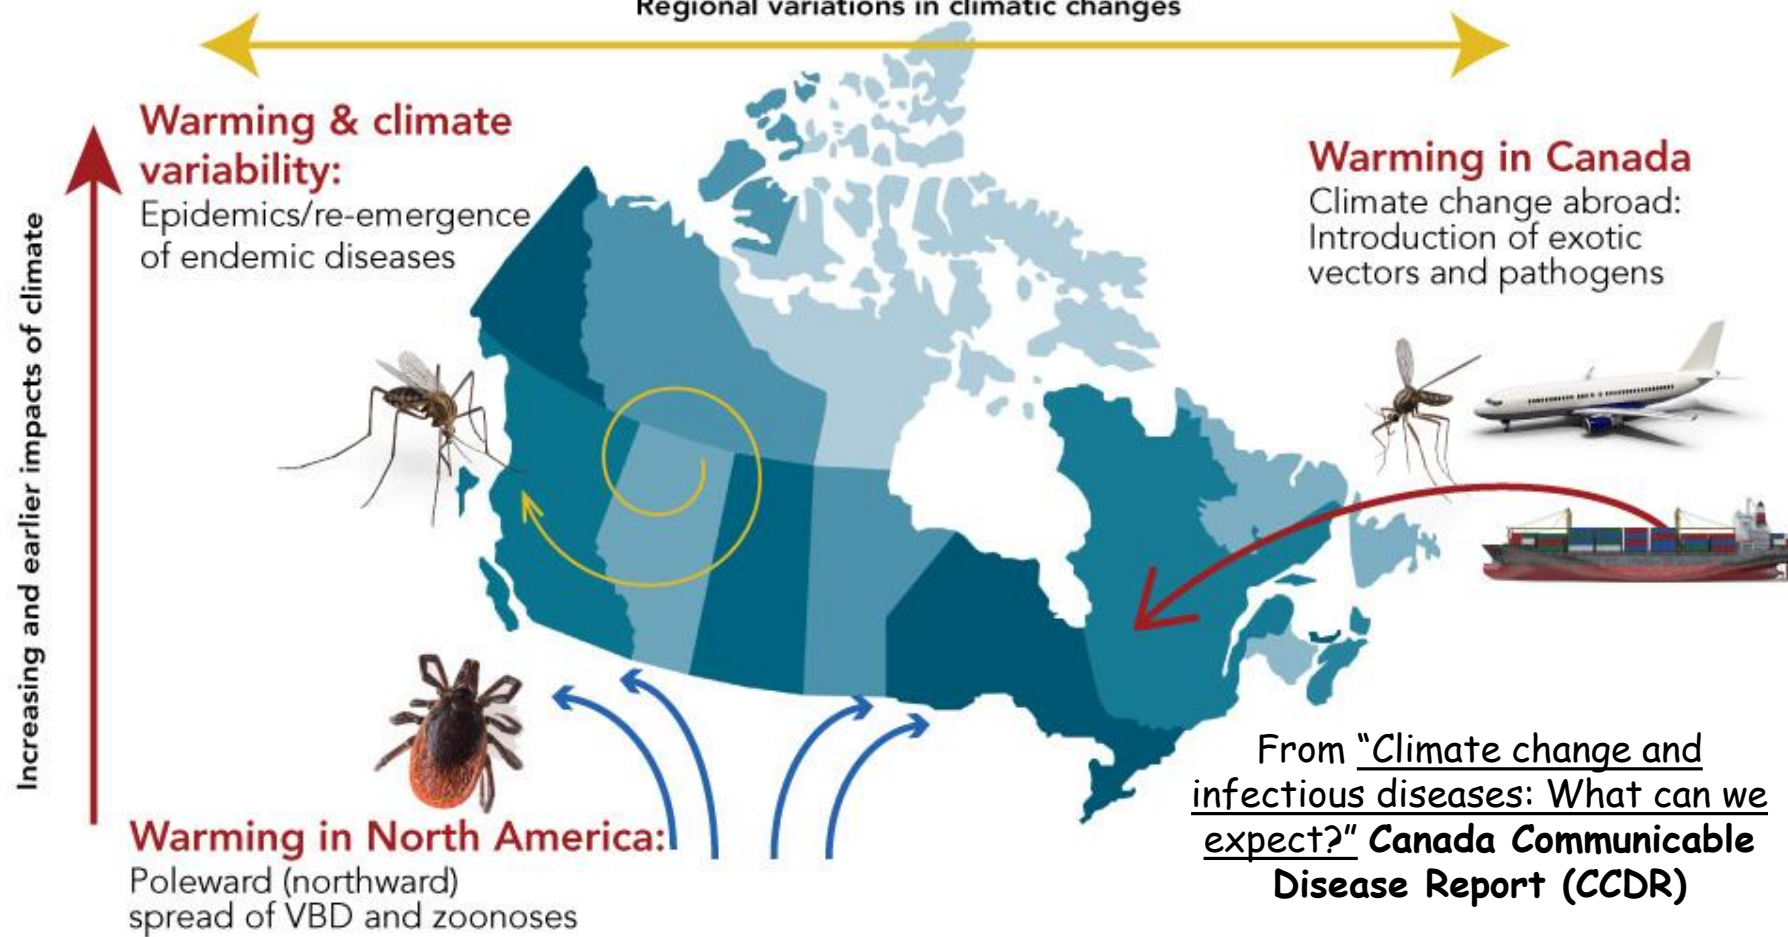 Regional variations in climatic changes
Warming & climate
variability:
Epidemics/re-emergence
of endemic diseases
Warming in Canada
Climate change abroad:
Introduction of exotic
vectors and pathogens
Increasing and earlier impacts of climate
Warming in North America:
Poleward (northward)
spread of VBD and zoonoses
From “Climate change and
infectious diseases: What can we
expect?” Canada Communicable
Disease Report (CCDR)